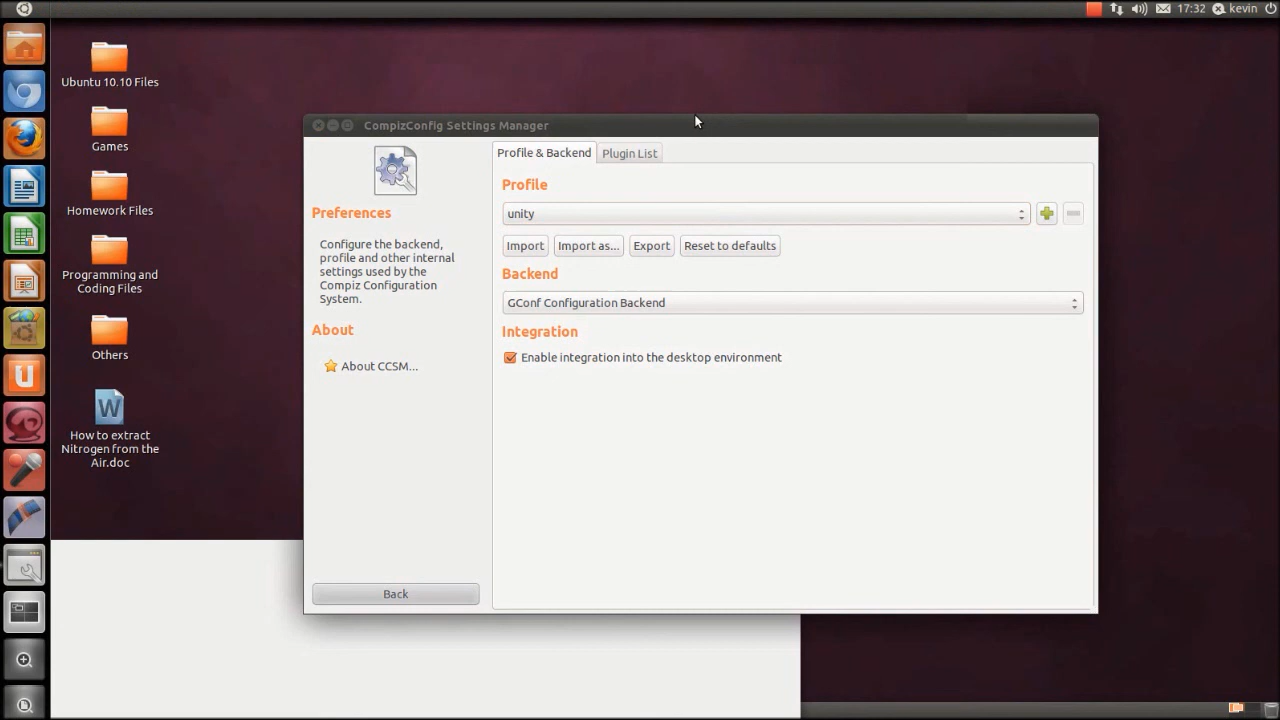 17:32 kevin
Ubuntu 10.10 Files
Games
Homework Files
Programming and
Coding Files
Others
W
How to extract
Nitrogen from the
Air.doc
CompizConfig Settings Manager
Preferences
Configure the backend,
profile and other internal
settings used by the
Compiz Configuration
System.
About
About CCSM...
Back
Profile & Backend Plugin List
Profile
unity
Import Import as... Export Reset to defaults
Backend
GConf Configuration Backend
Integration
Enable integration into the desktop environment